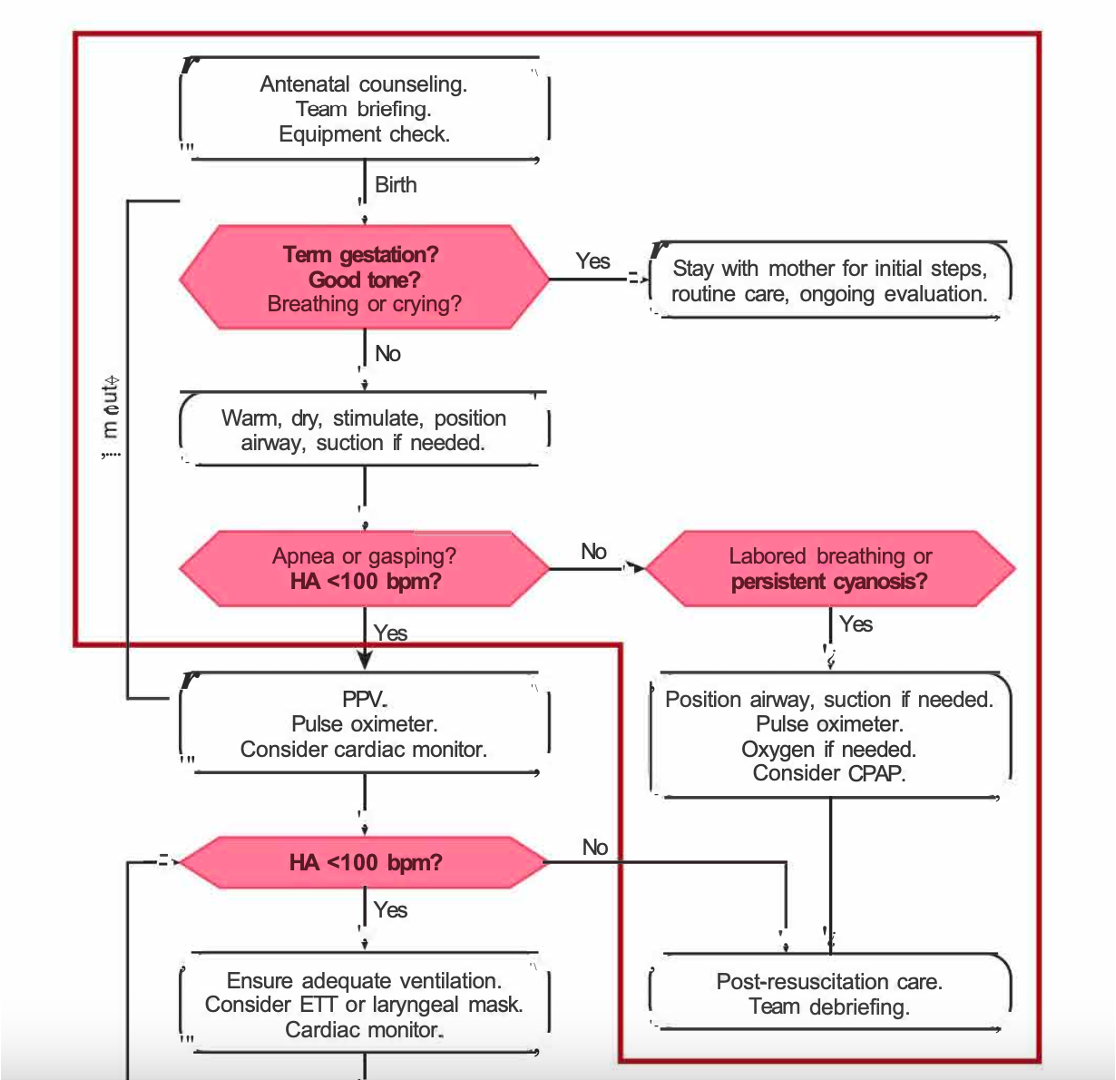 Antenatal counseling.
Team briefing.
Equipment check.
Birth
Term gestation?
Good tone?
Breathing or crying?
Yes
Stay with mother for initial steps,
routine care, ongoing evaluation.
No
Warm, dry, stimulate, position
airway, suction if needed.
Apnea or gasping?
HA <100 bpm?
No
Labored breathing or
persistent cyanosis?
Yes
Yes
PPV.
Pulse oximeter.
Consider cardiac monitor.
Position airway, suction if needed.
Pulse oximeter.
Oxygen if needed.
Consider CPAP.
HA <100 bpm?
No
Yes
Ensure adequate ventilation.
Consider ETT or laryngeal mask.
Cardiac monitor.
Post-resuscitation care.
Team debriefing.